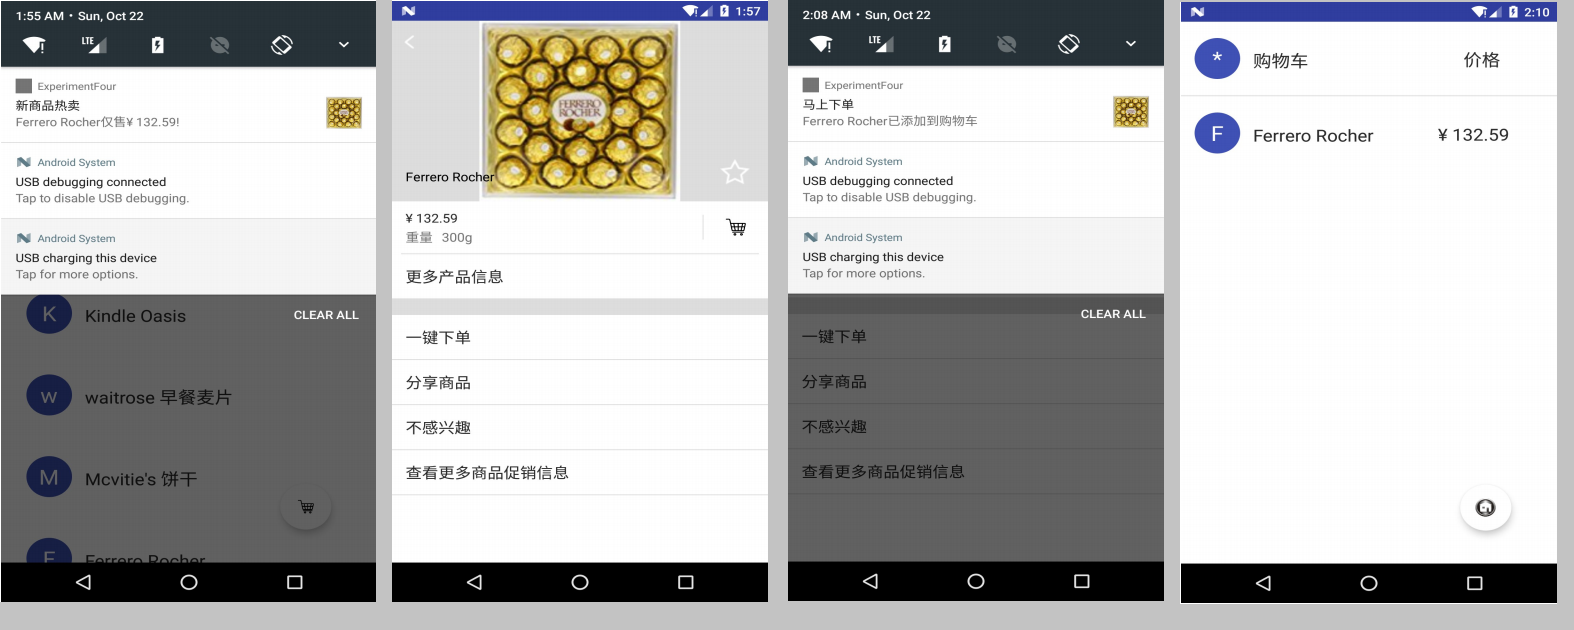 1:55 AM • Sun, Oct 22
LTE
ExperimentFour
新商品热卖
Ferrero Rocher仅售¥ 132.59!
Android System
USB debugging connected
Tap to disable USB debugging.
Android System
USB charging this device
Tap for more options.
CLEAR ALL
K Kindle Oasis
w waitrose 早餐麦片
M Mcvitie's 饼干
F Ferrero Rocher
1:57
FERRERO
ROCHER
Ferrero Rocher
¥ 132.59
重量 300g
更多产品信息
一键下单
分享商品
不感兴趣
查看更多商品促销信息
2:08 AM • Sun, Oct 22
LTE
ExperimentFour
马上下单
Ferrero Rocher已添加到购物车
Android System
USB debugging connected
Tap to disable USB debugging.
Android System
USB charging this device
Tap for more options.
CLEAR ALL
一键下单
分享商品
不感兴趣
查看更多商品促销信息
2:10
* 购物车 价格
F Ferrero Rocher ¥ 132.59